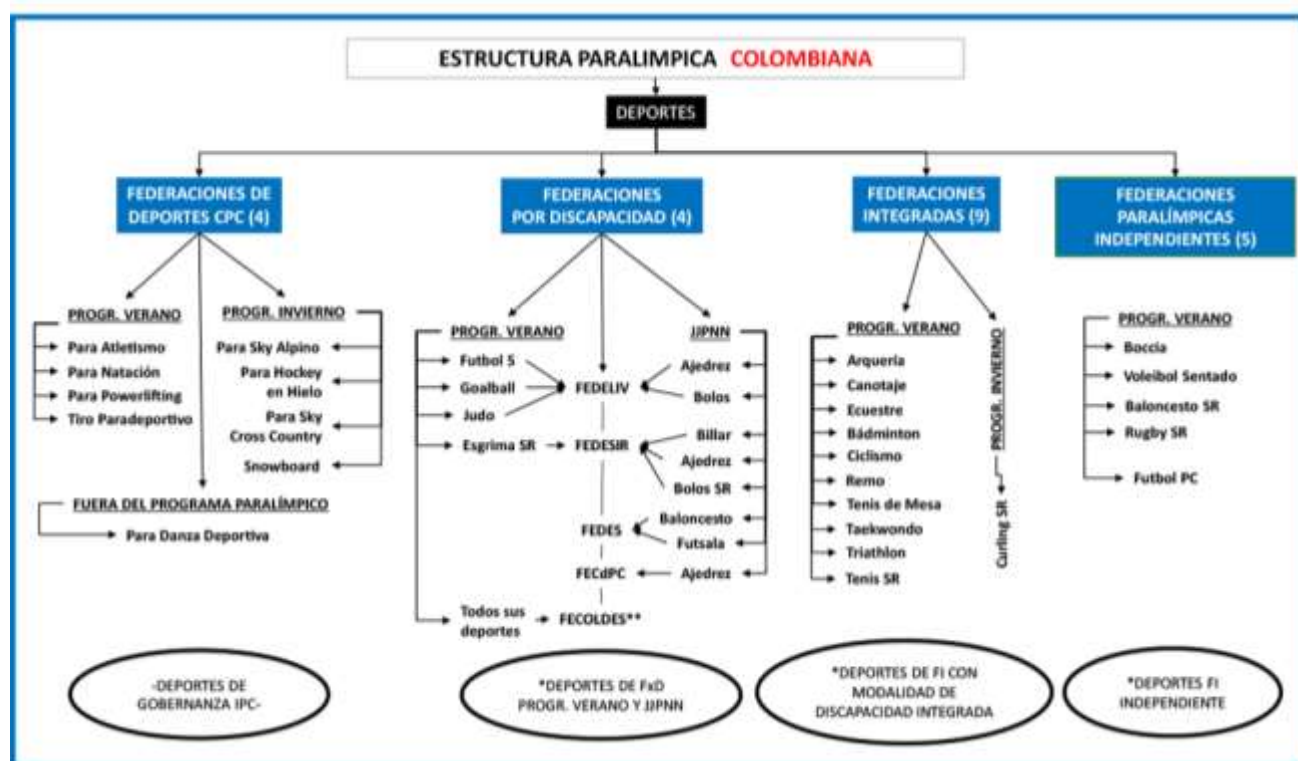 ESTRUCTURA PARALIMPICA COLOMBIANA
DEPORTES
FEDERACIONES DE
DEPORTES CPC (4)
PROGR. VERANO
Para Atletismo
Para Natación
Para Powerlifting
Tiro Paradeportivo
PROGR. INVIERNO
Para Sky Alpino
Para Hockey
en Hielo
Para Sky
Cross Country
Snowboard
FUERA DEL PROGRAMA PARALÍMPICO
Para Danza Deportiva
-DEPORTES DE
GOBERNANZA IPC-
FEDERACIONES
POR DISCAPACIDAD (4)
PROGR. VERANO
Futbol 5
Goalball
Judo
Esgrima SR
Todos sus
deportes
FEDELIV
FEDESIR
FEDES
FECdPC
FECOLDES**
JJPNN
Ajedrez
Bolos
Billar
Ajedrez
Bolos SR
Baloncesto
Futsala
Ajedrez
*DEPORTES DE FxD
PROGR. VERANO Y JJPNN
FEDERACIONES
INTEGRADAS (9)
PROGR. VERANO
Arqueria
Canotaje
Ecuestre
Bádminton
Ciclismo
Remo
Tenis de Mesa
Taekwondo
Triathlon
Tenis SR
PROGR. INVIERNO
Curling SR
*DEPORTES DE FI CON
MODALIDAD DE
DISCAPACIDAD INTEGRADA
FEDERACIONES
PARALÍMPICAS
INDEPENDIENTES (5)
PROGR. VERANO
Boccia
Voleibol Sentado
Baloncesto SR
Rugby SR
Futbol PC
*DEPORTES FI
INDEPENDIENTE